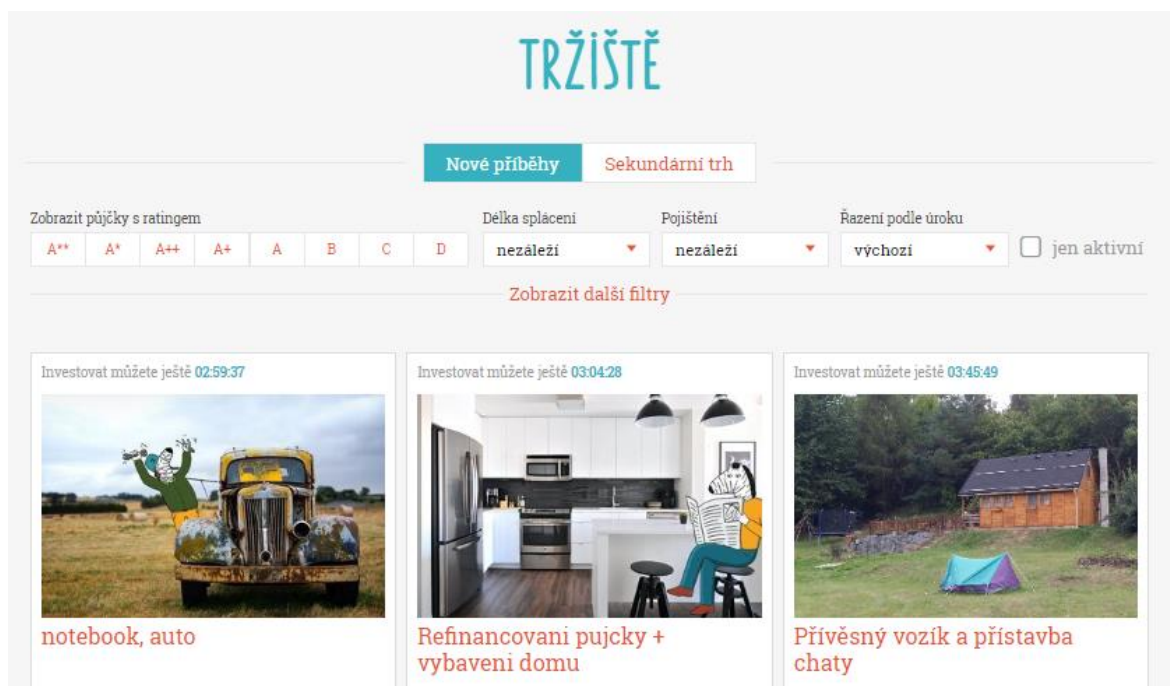 TRŽIŠTĚ
Nové příběhy Sekundární trh
Zobrazit půjčky s ratingem Délka splácení Pojištění Řazení podle úroku
A** A* A++ A+ A B C D nezáleží nezáleží výchozí jen aktivní
Zobrazit další filtry
Investovat můžete ještě 02:59:37
notebook, auto
Investovat můžete ještě 03:04:28
Refinancovani pujcky +
vybaveni domu
Investovat můžete ještě 03:45:49
Přívěsný vozík a přístavba
chaty